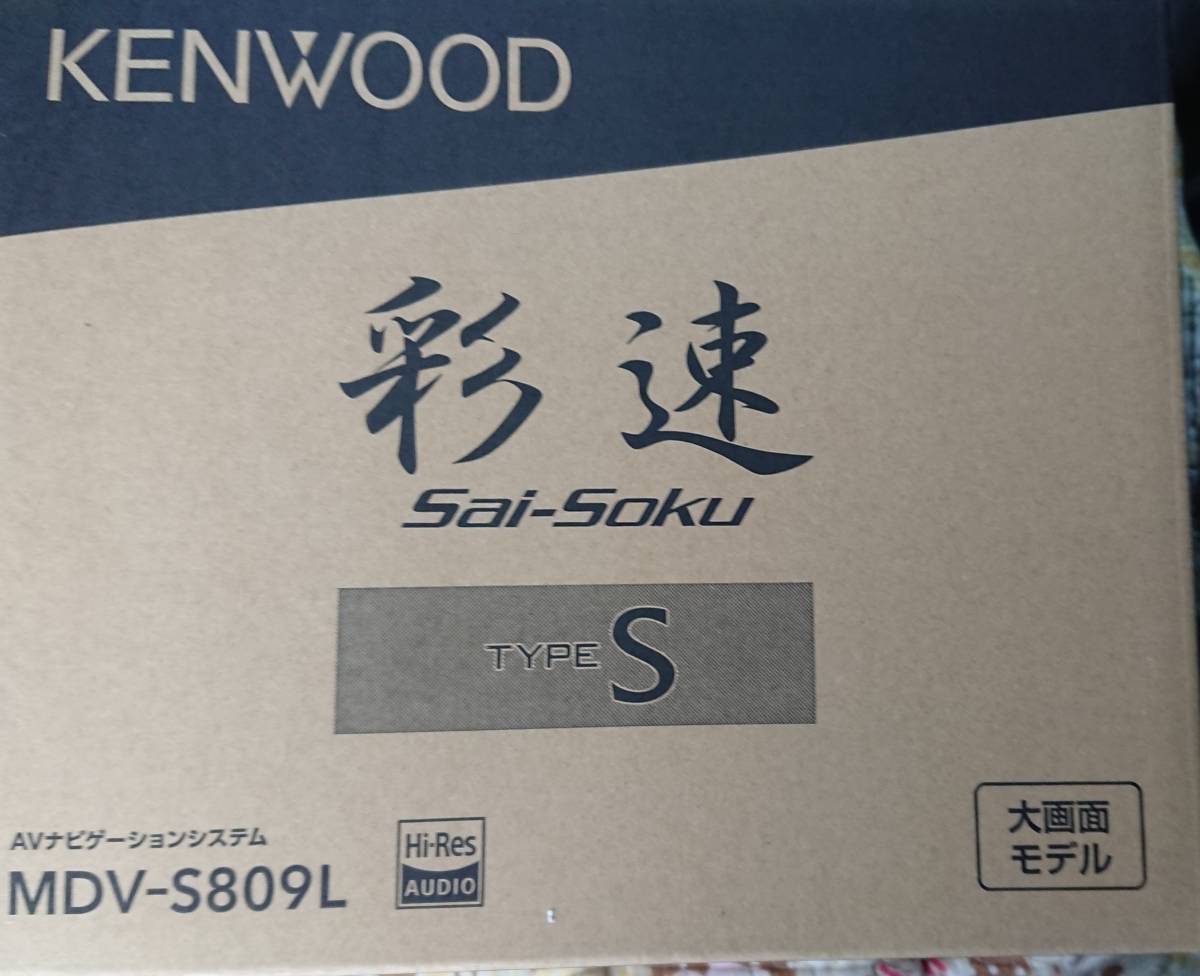 KENWOOD
彩速
Sai-Soku
TYPE S
AVナビゲーションシステム
MDV-S809L
Hi-Res
AUDIO
大画面
モデル